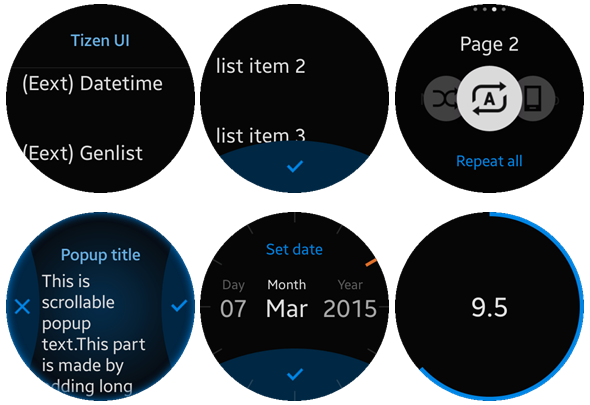 Tizen UI
(Eext) Datetime
(Eext) Genlist
list item 2
list item 3
Page 2
A
Repeat all
Popup title
This is
scrollable
popup
text.This part
is made by
adding long
Set date
Day Month Year
07 Mar 2015
9.5